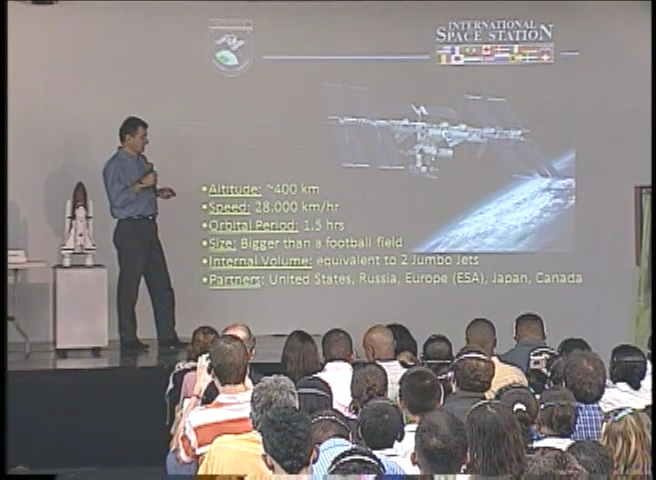 INTERNATIONAL
SPACE STATION
•Altitude: ~400 km
•Speed: 28,000 km/hr
•Orbital Period: 1.5 hrs
•Size: Bigger than a football field
•Internal Volume: equivalent to 2 Jumbo Jets
•Partners: United States, Russia, Europe (ESA), Japan, Canada